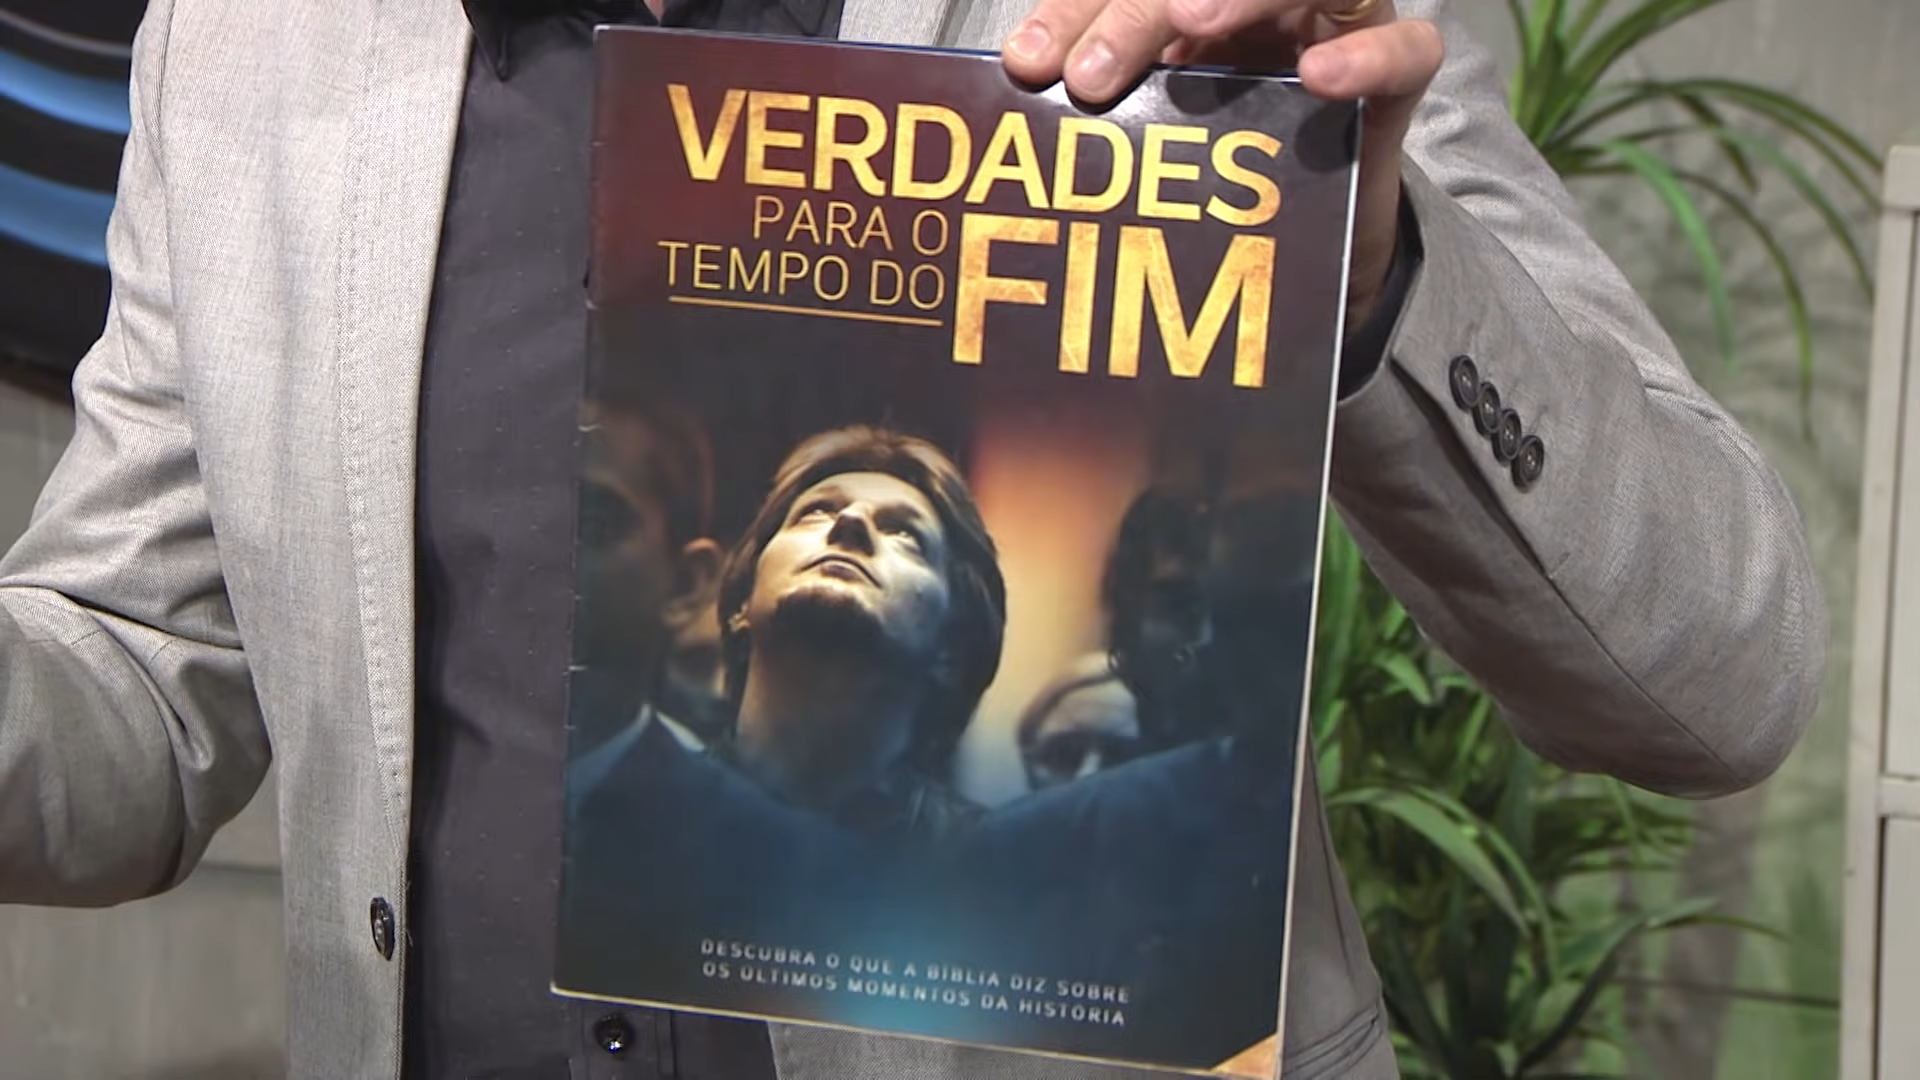 VERDADES
PARA O
TEMPO DO
FIM
DESCUBRA O QUE A BÍBLIA DIZ SOBRE
OS ÚLTIMOS MOMENTOS DA HISTÓRIA